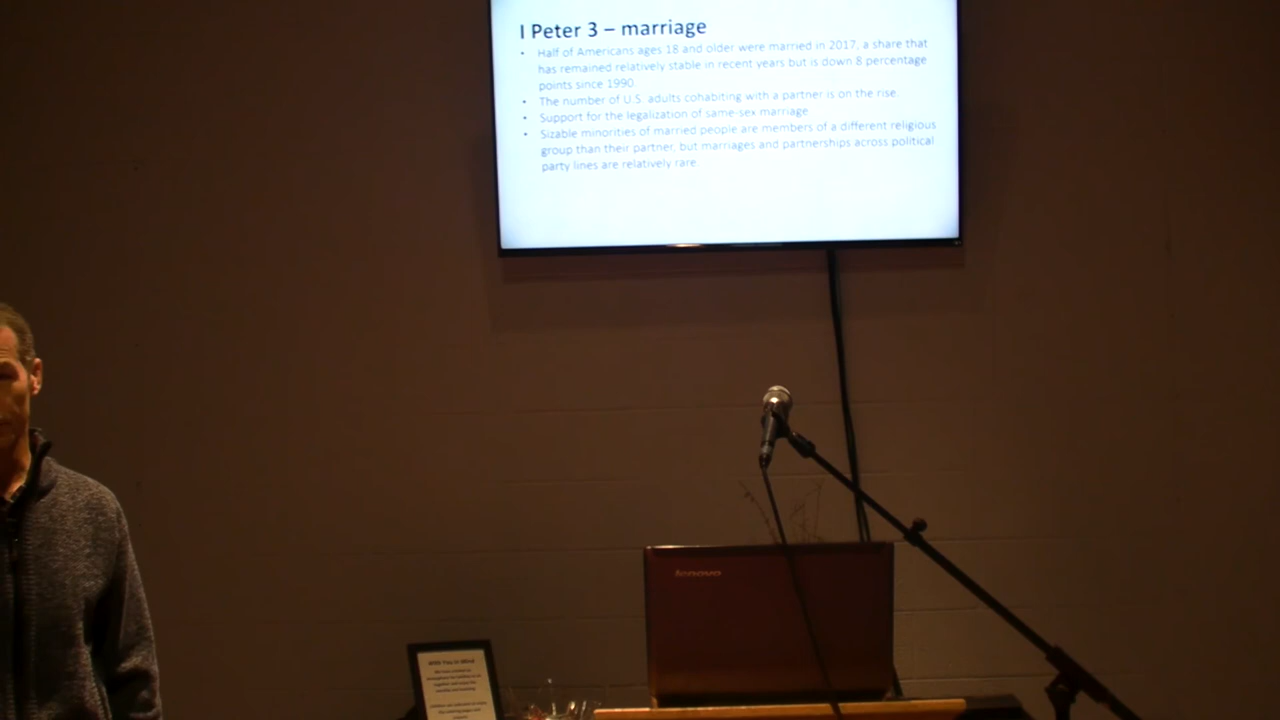 I Peter 3 – marriage
• Half of Americans ages 18 and older were married in 2017, a share that
has remained relatively stable in recent years but is down 8 percentage
points since 1990.
• The number of U.S. adults cohabiting with a partner is on the rise.
• Support for the legalization of same-sex marriage
• Sizable minorities of married people are members of a different religious
group than their partner, but marriages and partnerships across political
party lines are relatively rare.
lenovo
With You In Mind